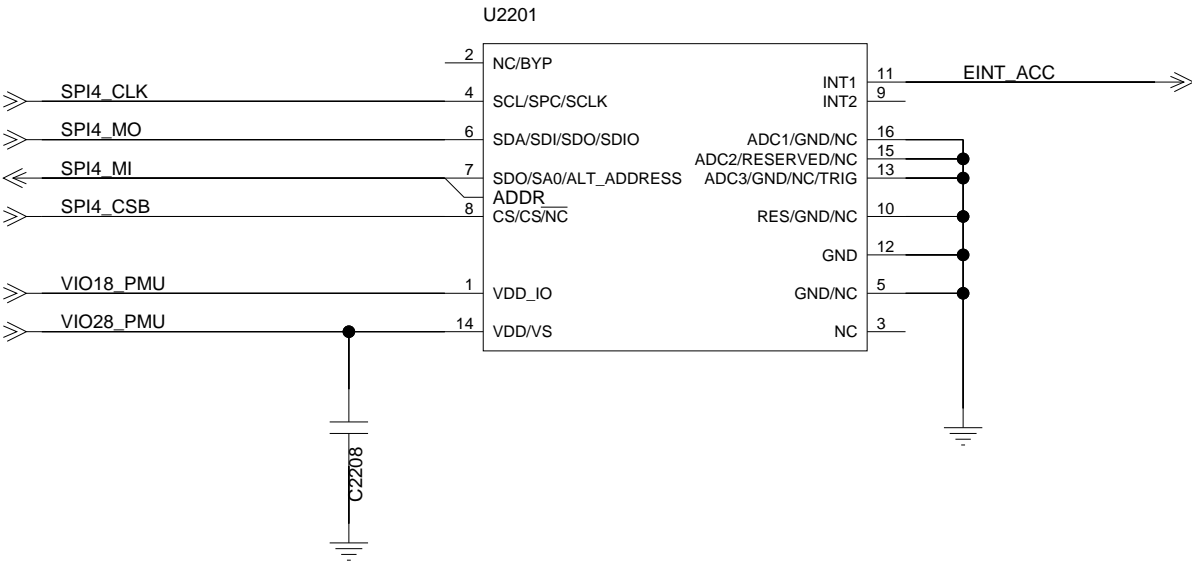 U2201
2 NC/BYP
SPI4_CLK 4 SCL/SPC/SCLK
SPI4_MO 6 SDA/SDI/SDO/SDIO
SPI4_MI 7 SDO/SA0/ALT_ADDRESS
ADDR
SPI4_CSB 8 CS/CS/NC
VIO18_PMU 1 VDD_IO
VIO28_PMU 14 VDD/VS
INT1 11 EINT_ACC
INT2 9
ADC1/GND/NC 16
ADC2/RESERVED/NC 15
ADC3/GND/NC/TRIG 13
RES/GND/NC 10
GND 12
GND/NC 5
NC 3
C2208